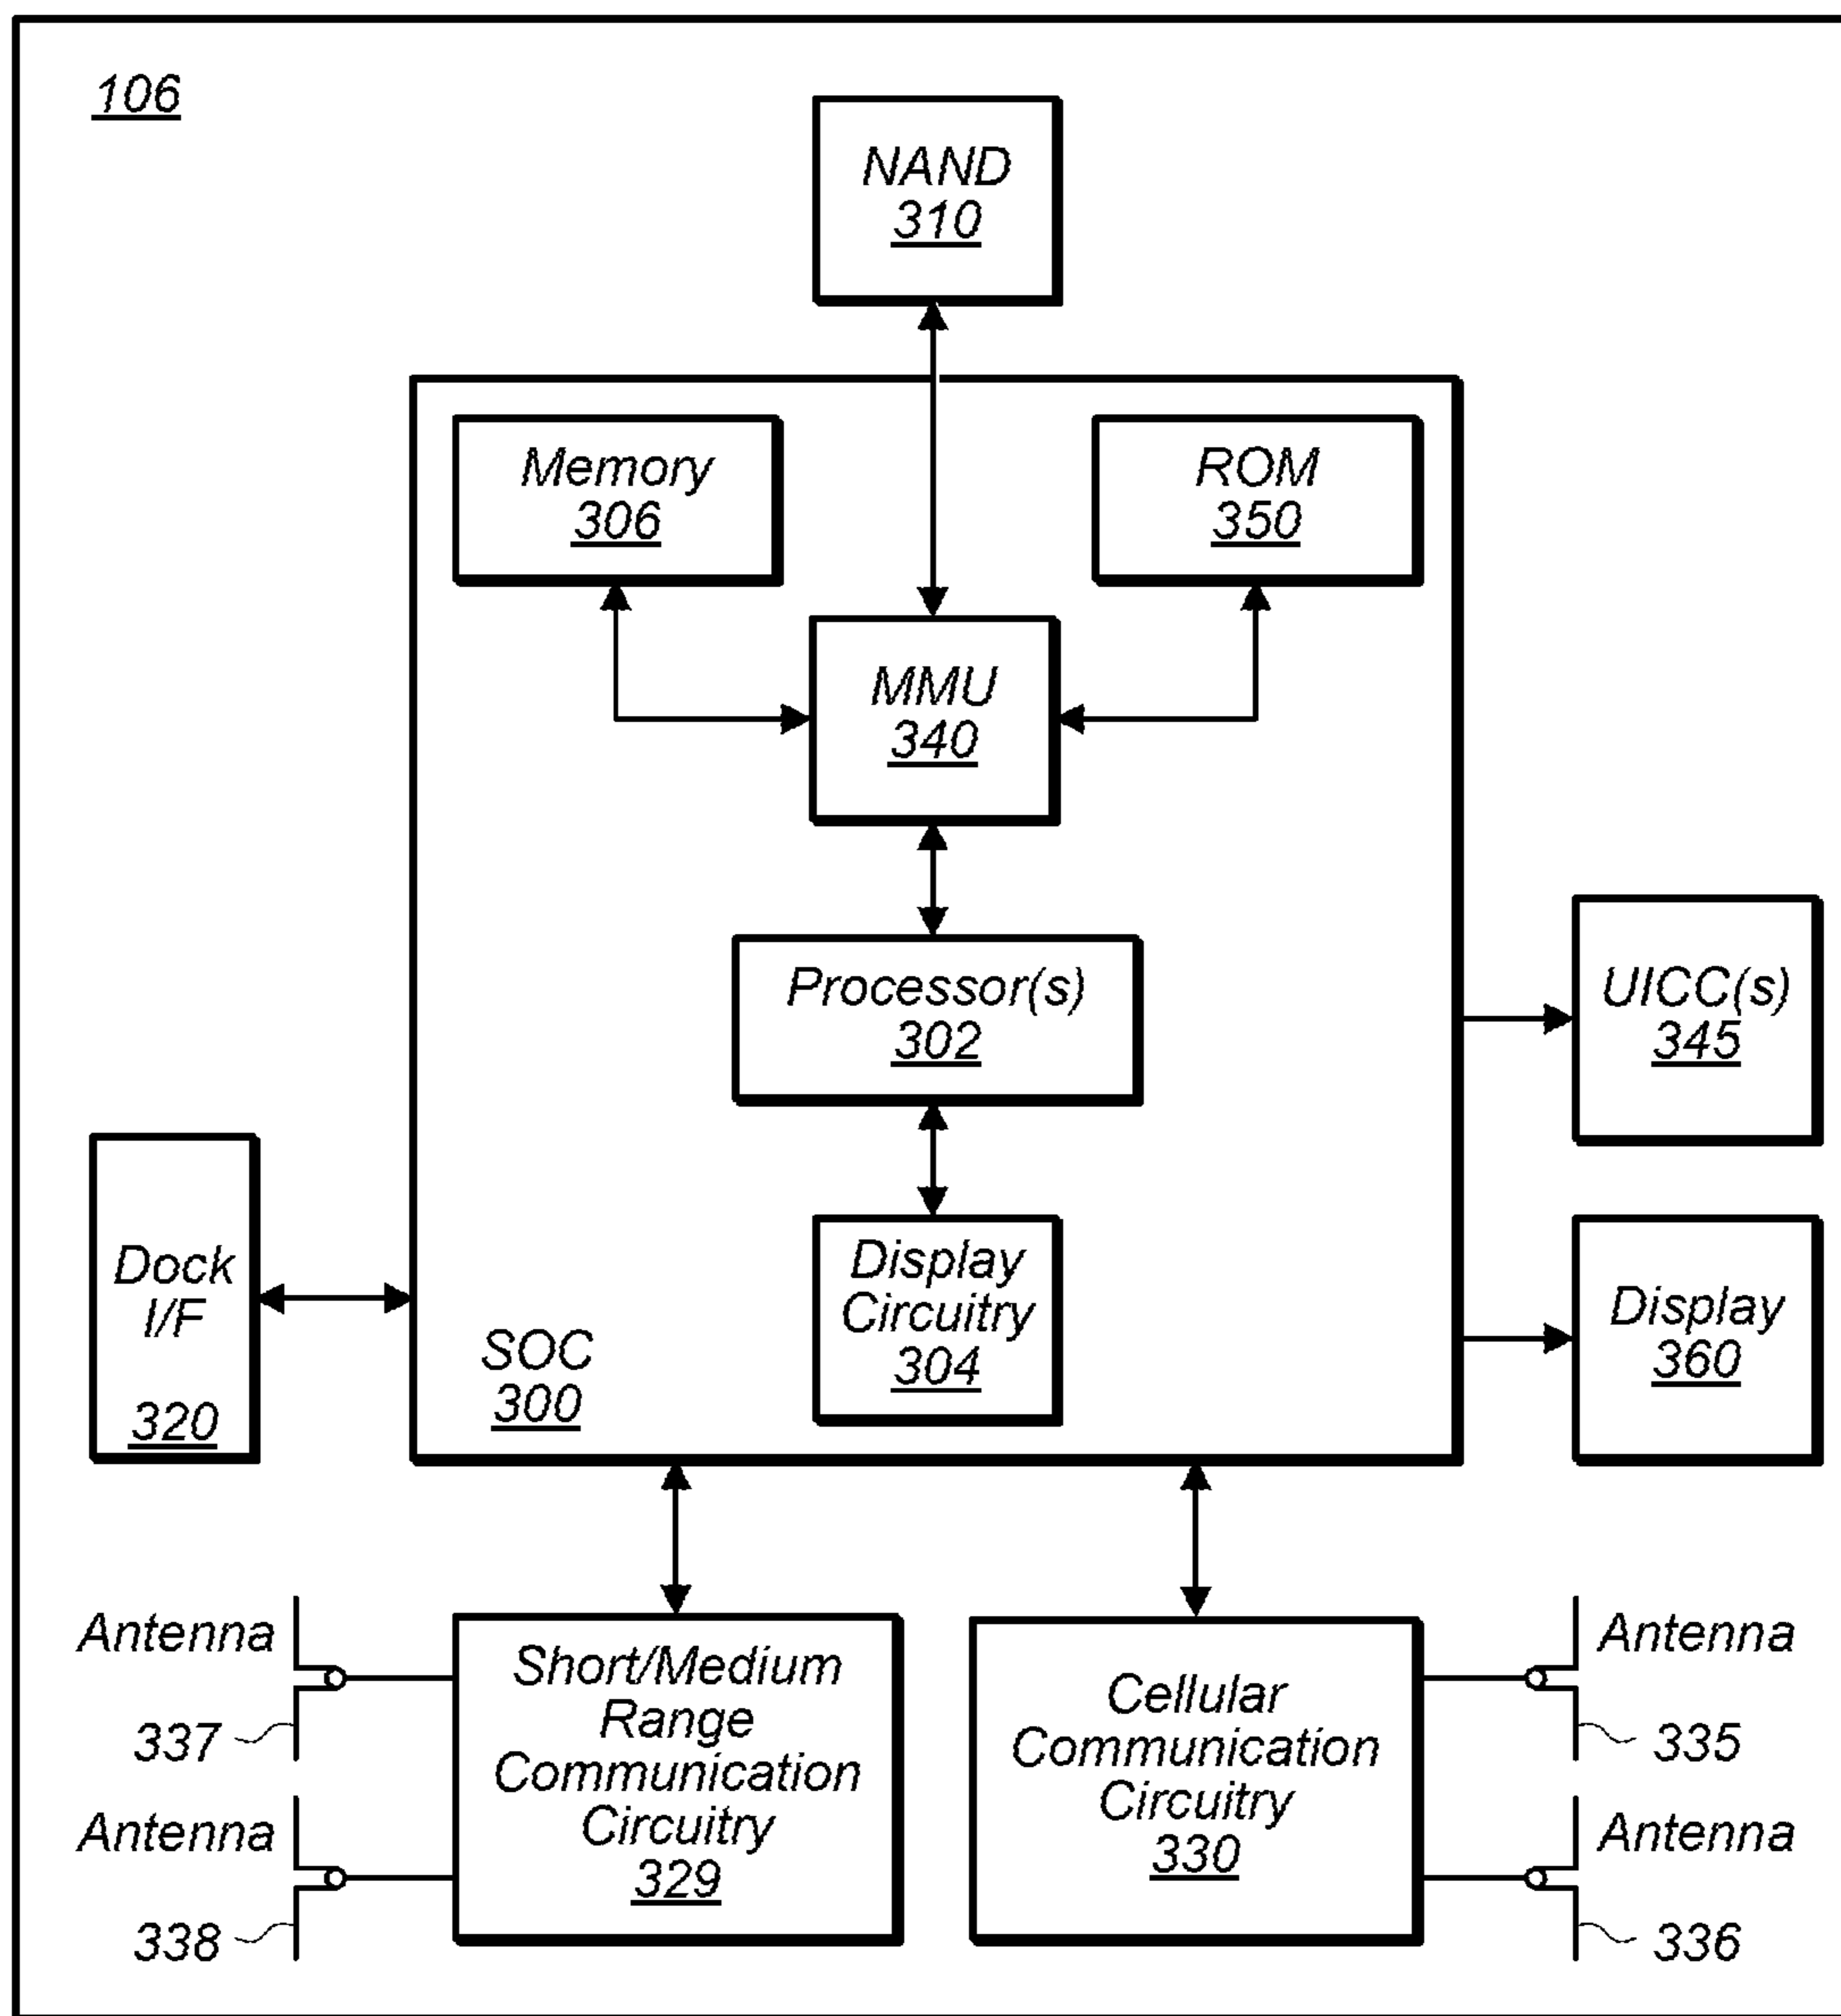 106
NAND
310
Memory
306
ROM
350
MMU
340
Processor(s)
302
UICC(s)
345
Dock
I/F
320
Display
Circuitry
304
SOC
300
Display
360
Antenna
337
Antenna
338
Short/Medium
Range
Communication
Circuitry
329
Cellular
Communication
Circuitry
330
Antenna
335
Antenna
336